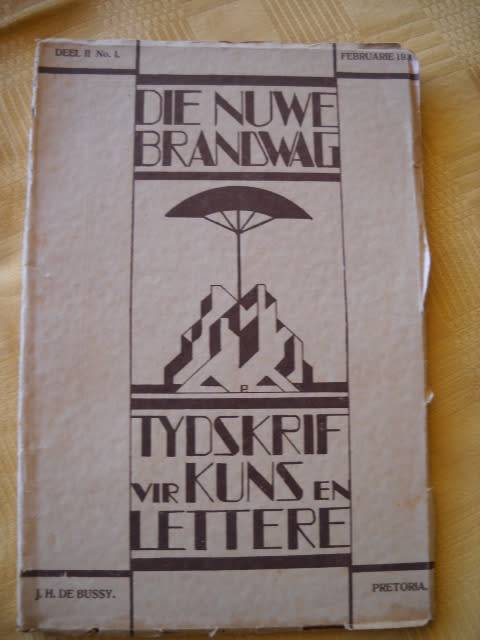 DEEL II No. 1.
FEBRUARIE
DIE NUWE
BRANDWAG
P.
TYDSKRIF
VIR KUNS EN
LETTERE
J. H. DE BUSSY.
PRETORIA.